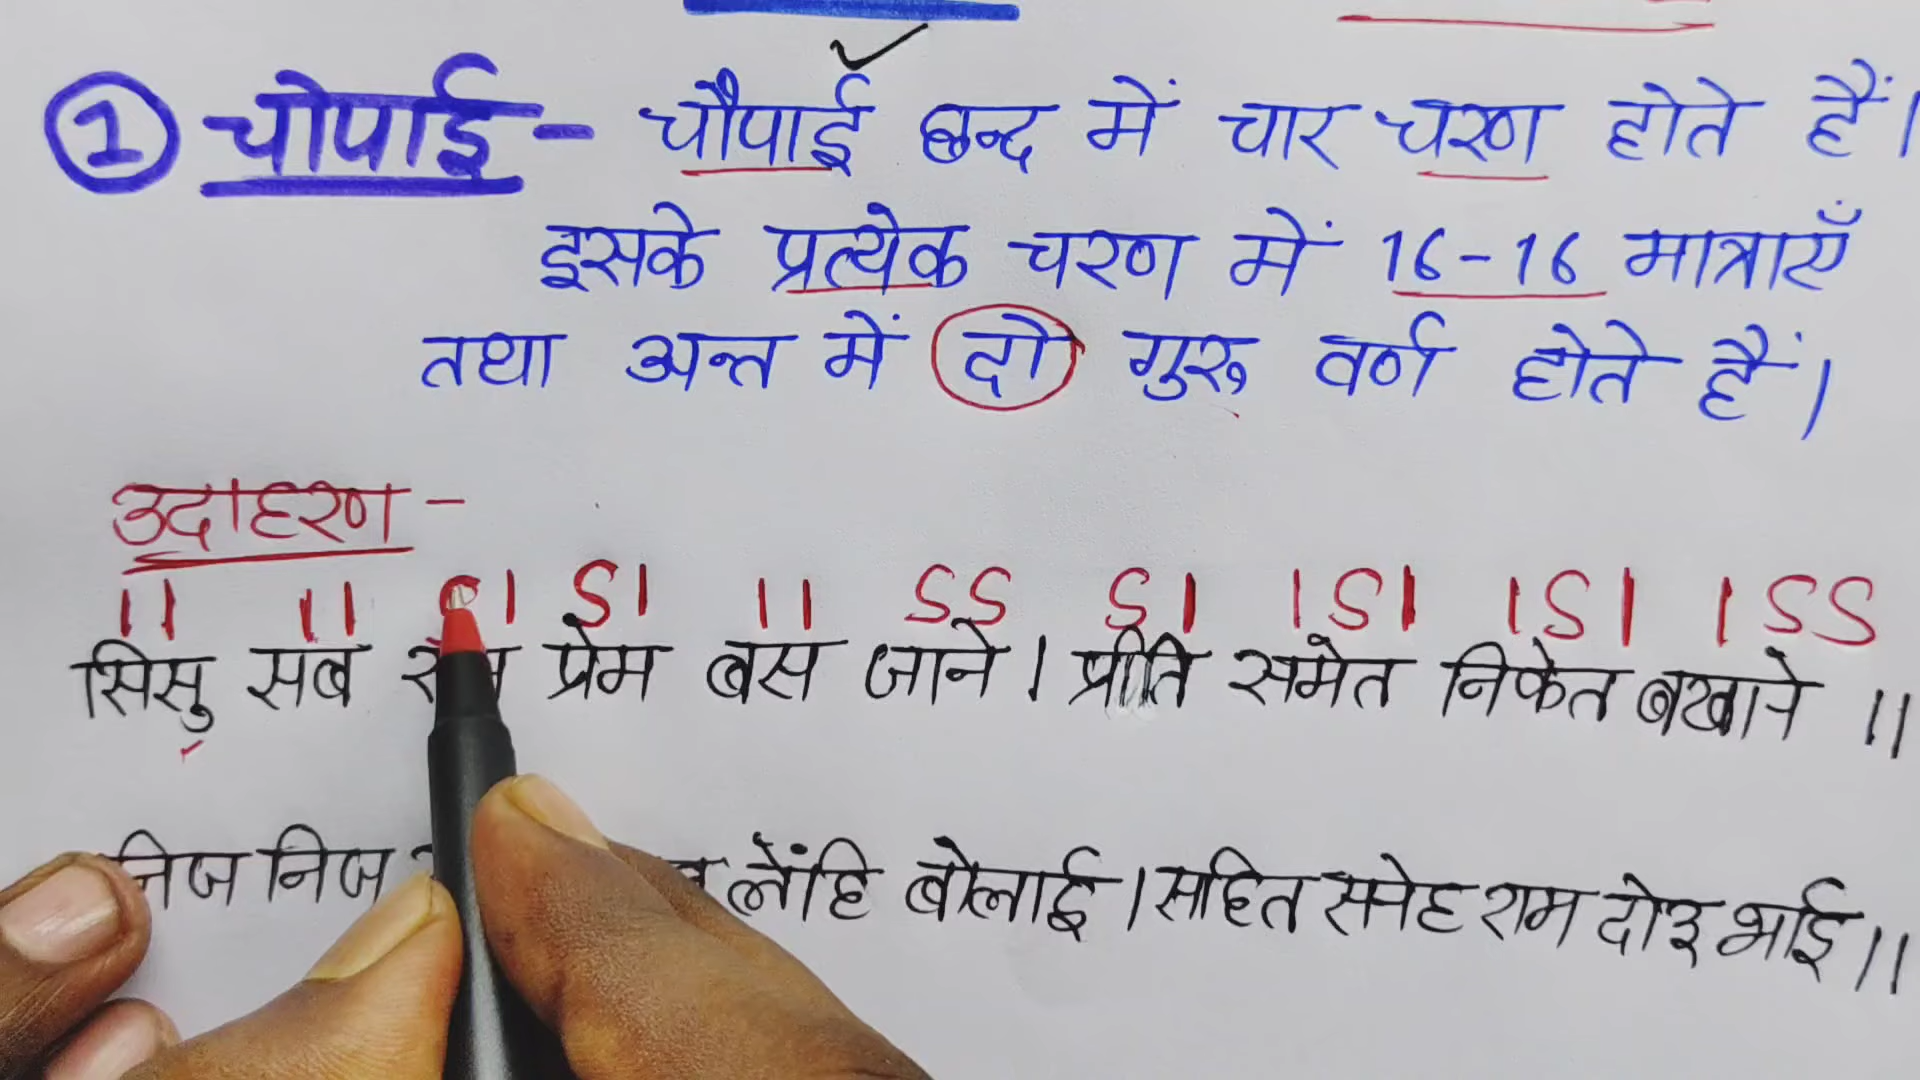 ① चोपाई - चौपाई छन्द में चार चरण होते हैं।
इसके प्रत्येक चरण में 16-16 मात्राएँ
तथा अन्त में दो गुरू वर्ण होते हैं।
उदाहरण -
।। ।। ऽ। ऽ। ।। ऽऽ ऽ। ।ऽ। ।ऽ। ।ऽऽ
सिसु सब प्रेम बस जाने। प्रीति समेत निकेत बखाने ॥
निज निज लेंहि बोलाई। सहित स्नेह राम दोउ भाई॥